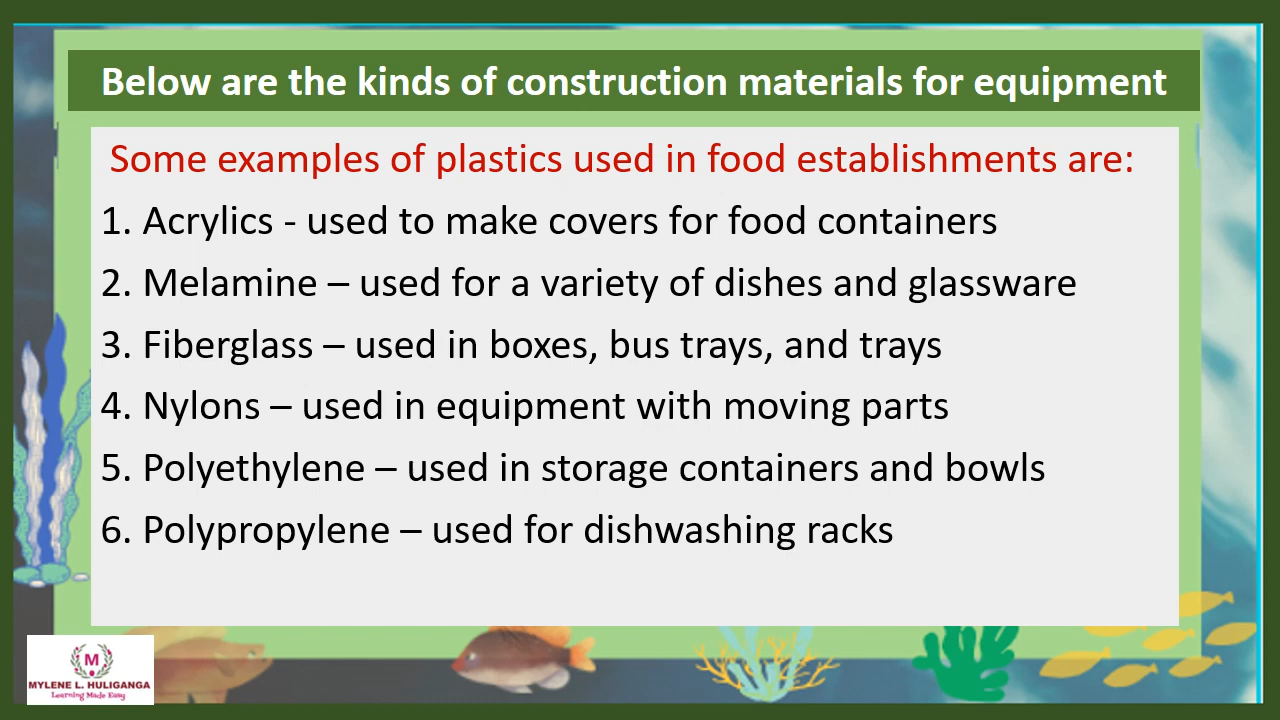 Below are the kinds of construction materials for equipment
Some examples of plastics used in food establishments are:
1. Acrylics - used to make covers for food containers
2. Melamine – used for a variety of dishes and glassware
3. Fiberglass – used in boxes, bus trays, and trays
4. Nylons – used in equipment with moving parts
5. Polyethylene – used in storage containers and bowls
6. Polypropylene – used for dishwashing racks
M
MYLENE L. HULIGANGA
Learning Made Easy